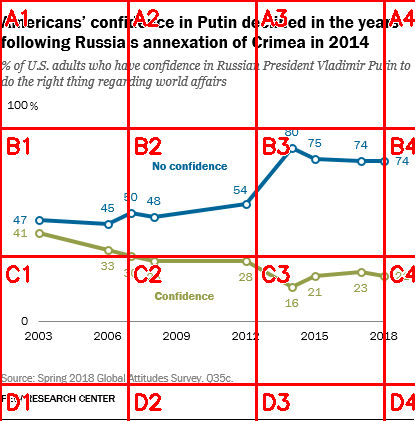 Americans' confidence in Putin declined in the years
following Russia's annexation of Crimea in 2014
% of U.S. adults who have confidence in Russian President Vladimir Putin to
do the right thing regarding world affairs
A1 A2 A3 A4
100%
B1 B2 B3 B4
No confidence
47 45 50 48 54 80 75 74 74
41 33 28 16 21 23
C1 C2 C3 C4
Confidence
0
2003 2006 2009 2012 2015 2018
Source: Spring 2018 Global Attitudes Survey. Q35c.
D1 D2 D3 D4
RESEARCH CENTER